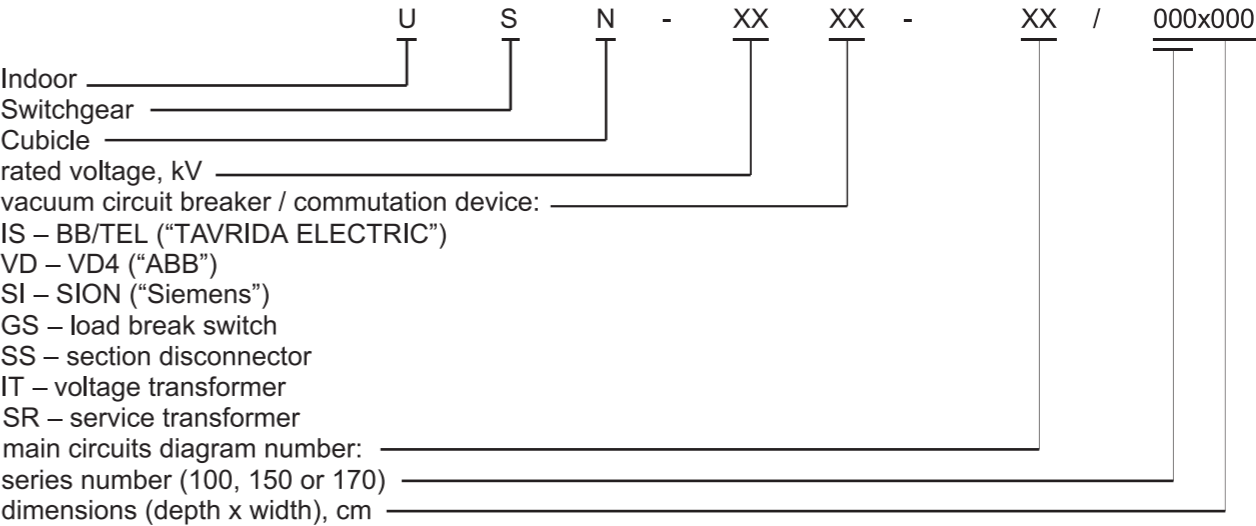 U S N - XX XX - XX / 000x000
Indoor
Switchgear
Cubicle
rated voltage, kV
vacuum circuit breaker / commutation device:
IS – BB/TEL (“TAVRIDA ELECTRIC”)
VD – VD4 (“ABB”)
SI – SION (“Siemens”)
GS – load break switch
SS – section disconnector
IT – voltage transformer
SR – service transformer
main circuits diagram number:
series number (100, 150 or 170)
dimensions (depth x width), cm